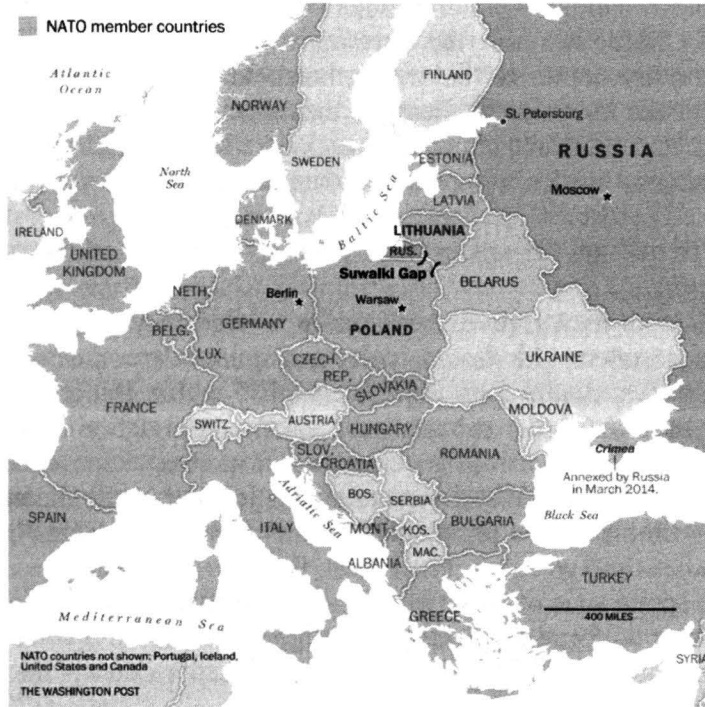 NATO member countries
Atlantic
Ocean
FINLAND
NORWAY
St. Petersburg
SWEDEN
RUSSIA
ESTONIA
North
Sea
Moscow
LATVIA
Baltic Sea
DENMARK
IRELAND
LITHUANIA
UNITED
KINGDOM
RUS.
Suwalki Gap
BELARUS
NETH.
Berlin
Warsaw
GERMANY
POLAND
BELG.
LUX.
CZECH
REP.
UKRAINE
SLOVAKIA
FRANCE
MOLDOVA
SWITZ.
AUSTRIA
HUNGARY
SLOV.
CROATIA
ROMANIA
Crimea
Annexed by Russia
in March 2014.
BOS.
SERBIA
Adriatic Sea
SPAIN
ITALY
MONT.
KOS.
BULGARIA
Black Sea
MAC.
ALBANIA
TURKEY
GREECE
400 MILES
Mediterranean Sea
NATO countries not shown: Portugal, Iceland,
United States and Canada
SYRIA
THE WASHINGTON POST